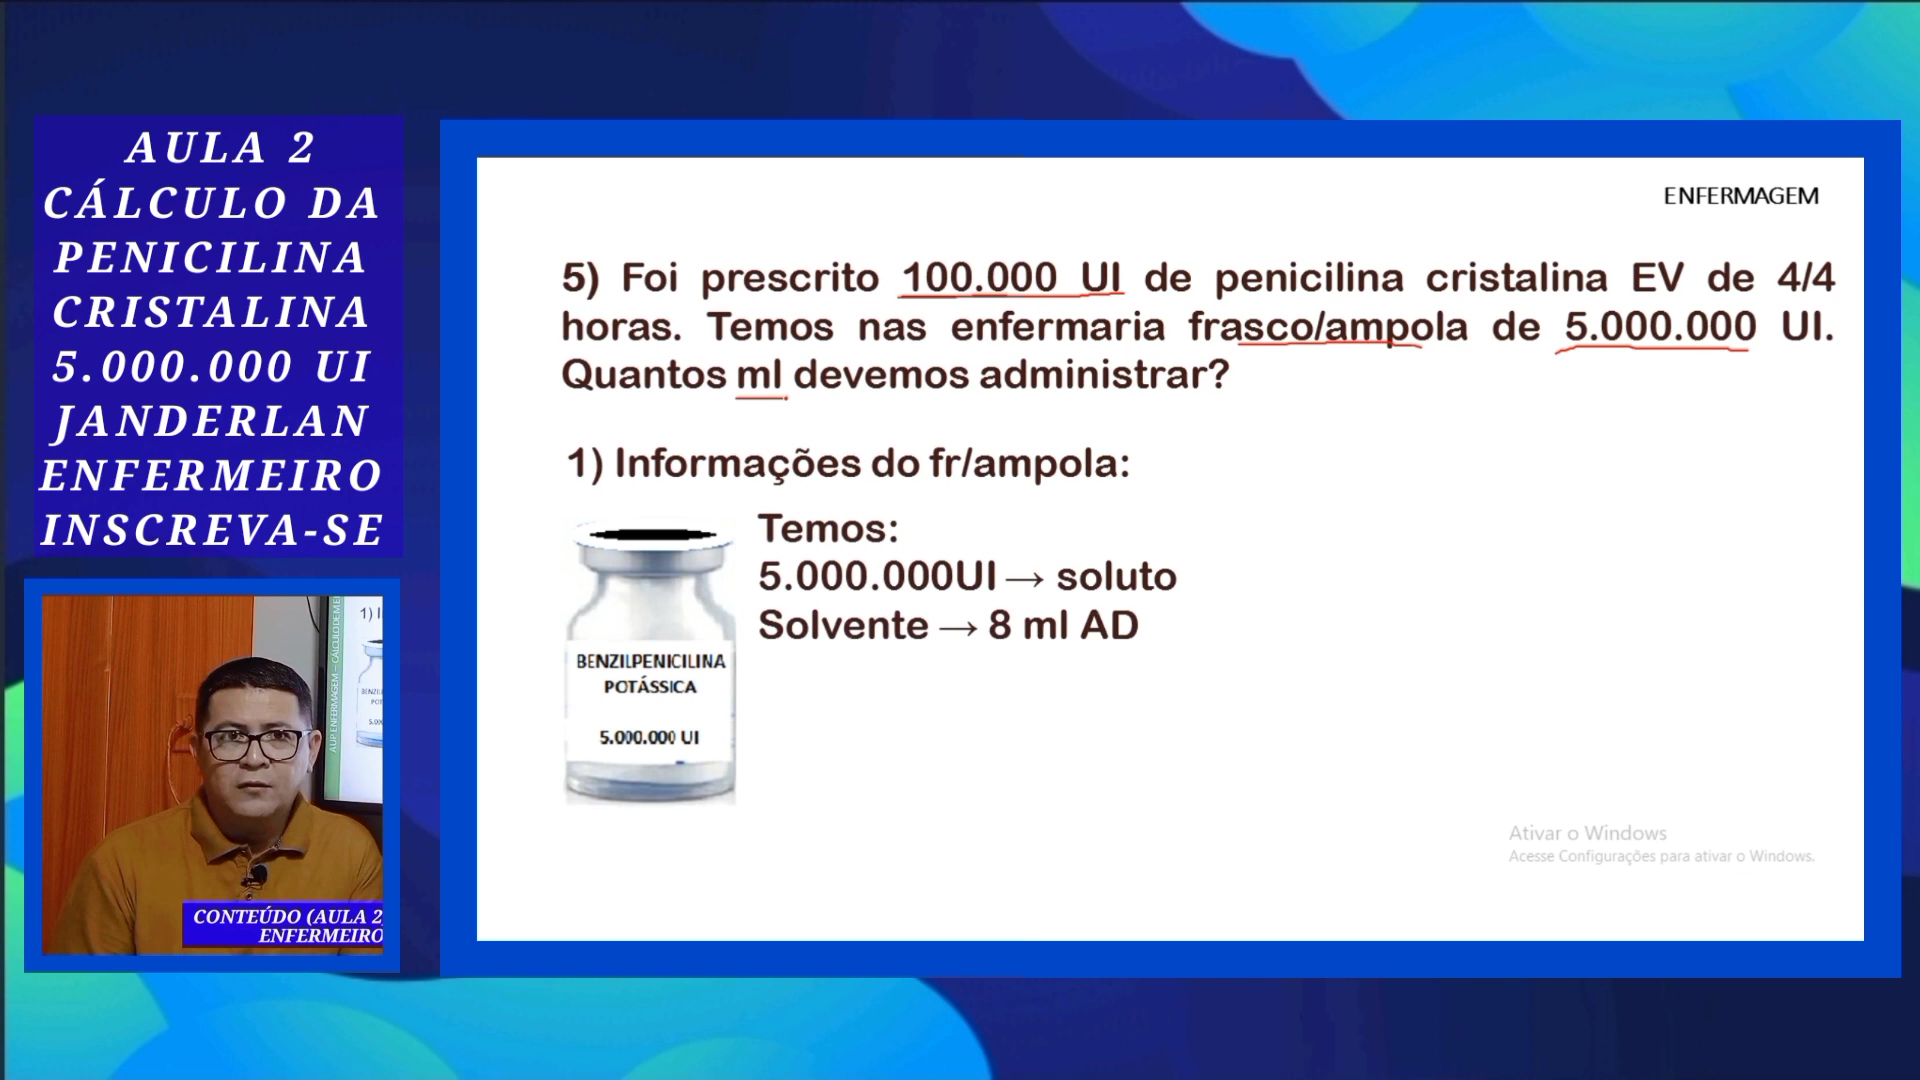 AULA 2
CÁLCULO DA
PENICILINA
CRISTALINA
5.000.000 UI
JANDERLAN
ENFERMEIRO
INSCREVA-SE
ENFERMAGEM
5) Foi prescrito 100.000 UI de penicilina cristalina EV de 4/4
horas. Temos nas enfermaria frasco/ampola de 5.000.000 UI.
Quantos ml devemos administrar?
1) Informações do fr/ampola:
Temos:
5.000.000UI → soluto
Solvente → 8 ml AD
BENZILPENICILINA
POTÁSSICA
5.000.000 UI
Ativar o Windows
Acesse Configurações para ativar o Windows.
1) I
CONTEÚDO (AULA 2
ENFERMEIRO